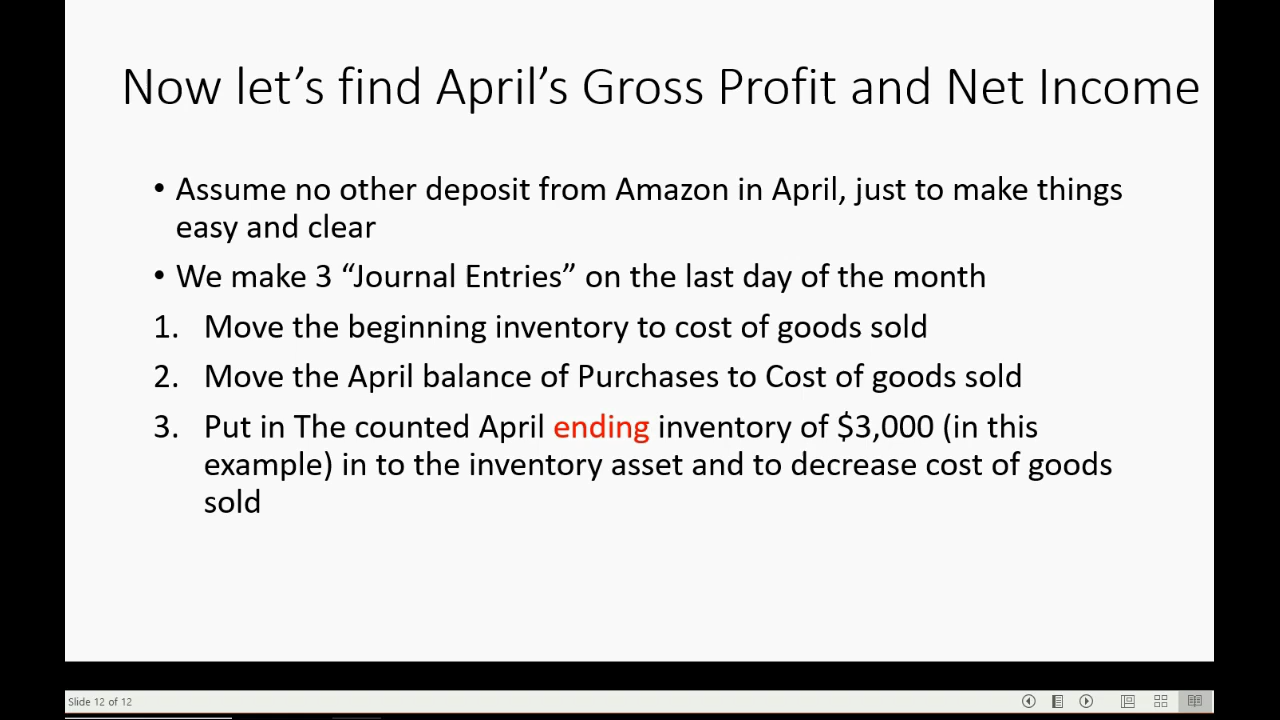 Now let’s find April’s Gross Profit and Net Income
• Assume no other deposit from Amazon in April, just to make things
easy and clear
• We make 3 “Journal Entries” on the last day of the month
1. Move the beginning inventory to cost of goods sold
2. Move the April balance of Purchases to Cost of goods sold
3. Put in The counted April ending inventory of $3,000 (in this
example) in to the inventory asset and to decrease cost of goods
sold
Slide 12 of 12